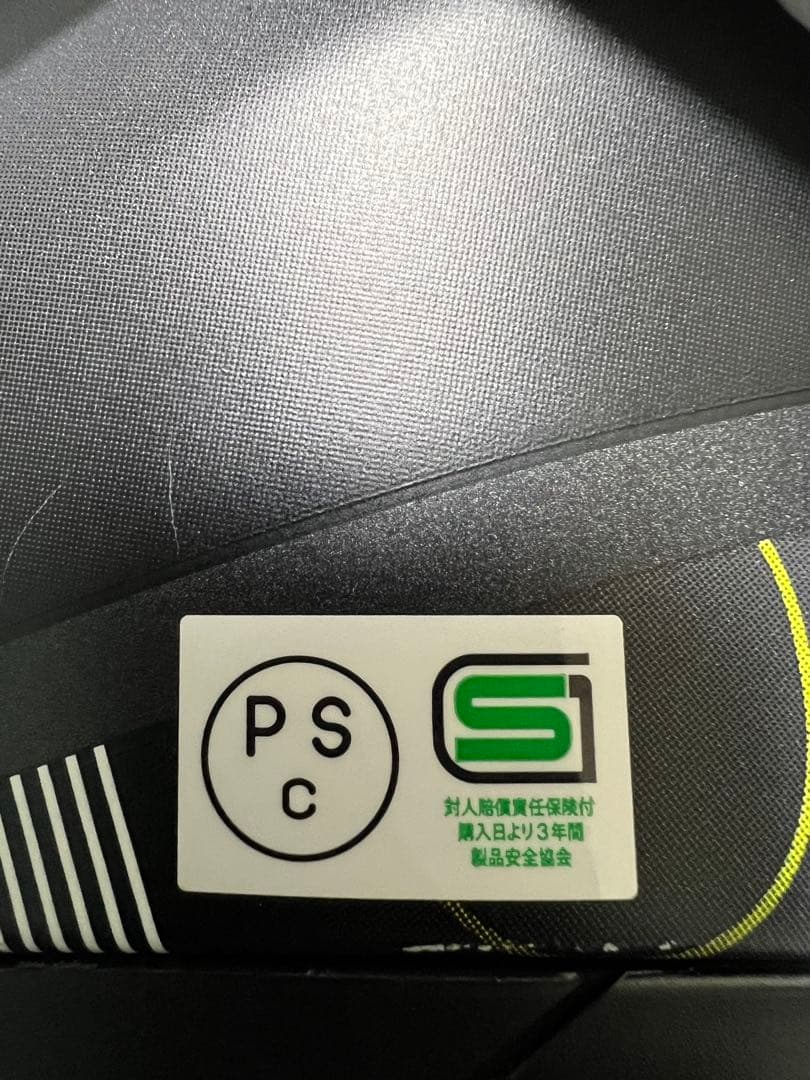 PS
C
SG
対人賠償責任保険付
購入日より3年間
製品安全協会